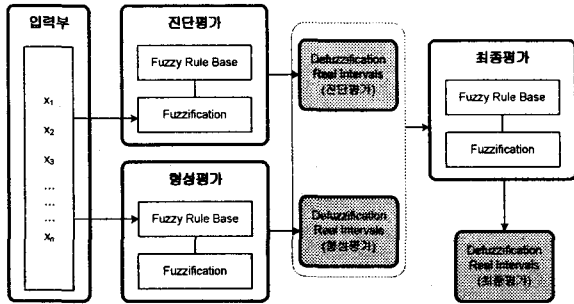 입력부
x1
x2
x3
... ...
... ...
xn
진단평가
Fuzzy Rule Base
Fuzzification
형성평가
Fuzzy Rule Base
Fuzzification
Defuzzification
Real Intervals
(진단평가)
Defuzzification
Real Intervals
(형성평가)
최종평가
Fuzzy Rule Base
Fuzzification
Defuzzification
Real Intervals
(최종평가)